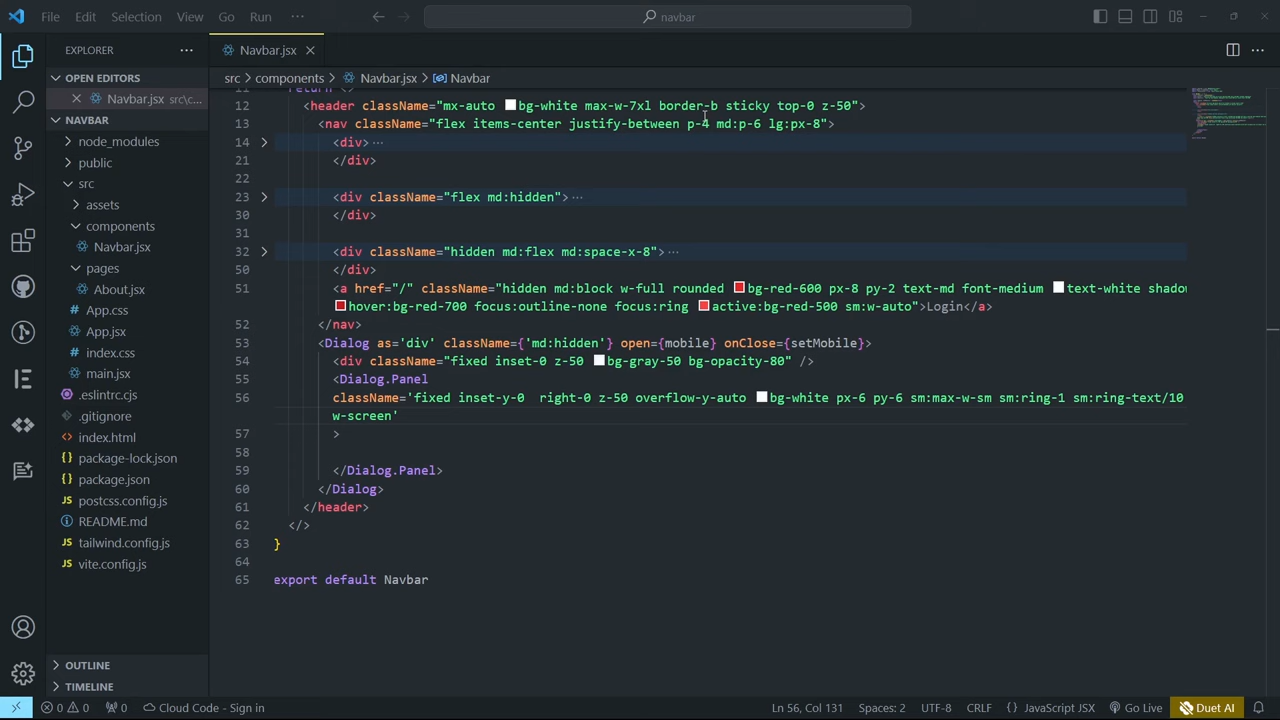 File Edit Selection View Go Run ··· navbar
EXPLORER ···
Navbar.jsx
OPEN EDITORS
Navbar.jsx src\c...
NAVBAR
node_modules
public
src
assets
components
Navbar.jsx
pages
About.jsx
App.css
App.jsx
index.css
main.jsx
.eslintrc.cjs
.gitignore
index.html
package-lock.json
package.json
postcss.config.js
README.md
tailwind.config.js
vite.config.js
OUTLINE
TIMELINE
src > components > Navbar.jsx > Navbar
11 return <>
12 <header className="mx-auto bg-white max-w-7xl border-b sticky top-0 z-50">
13 <nav className="flex items-center justify-between p-4 md:p-6 lg:px-8">
14 <div> ···
21 </div>
22
23 <div className="flex md:hidden"> ···
30 </div>
31
32 <div className="hidden md:flex md:space-x-8"> ···
50 </div>
51 <a href="/" className="hidden md:block w-full rounded bg-red-600 px-8 py-2 text-md font-medium text-white shadow
hover:bg-red-700 focus:outline-none focus:ring active:bg-red-500 sm:w-auto">Login</a>
52 </nav>
53 <Dialog as='div' className={'md:hidden'} open={mobile} onClose={setMobile}>
54 <div className="fixed inset-0 z-50 bg-gray-50 bg-opacity-80" />
55 <Dialog.Panel
56 className='fixed inset-y-0  right-0 z-50 overflow-y-auto bg-white px-6 py-6 sm:max-w-sm sm:ring-1 sm:ring-text/10
w-screen'
57 >
58
59 </Dialog.Panel>
60 </Dialog>
61 </header>
62 </>
63 }
64
65 export default Navbar
0 0 0 Cloud Code - Sign in Ln 56, Col 131 Spaces: 2 UTF-8 CRLF {} JavaScript JSX Go Live Duet AI